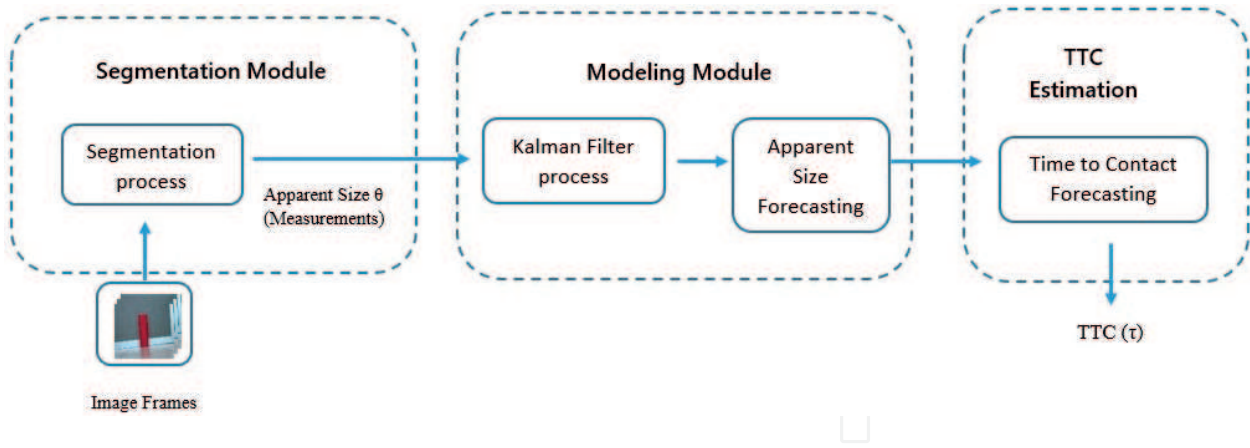 Segmentation Module
Segmentation
process
Apparent Size θ
(Measurements)
Image Frames
Modeling Module
Kalman Filter
process
Apparent
Size
Forecasting
TTC
Estimation
Time to Contact
Forecasting
TTC (τ)